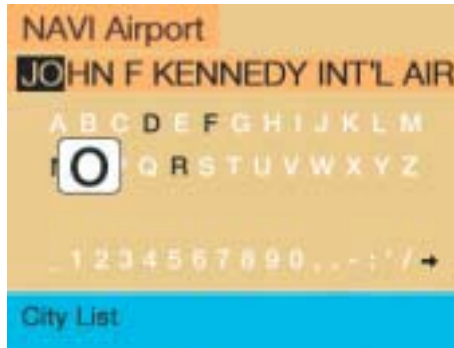 NAVI Airport
JOHN F KENNEDY INT'L AIR
A B C D E F G H I J K L M
O Q R S T U V W X Y Z
_ 1 2 3 4 5 6 7 8 9 0 , . - : ' / →
City List